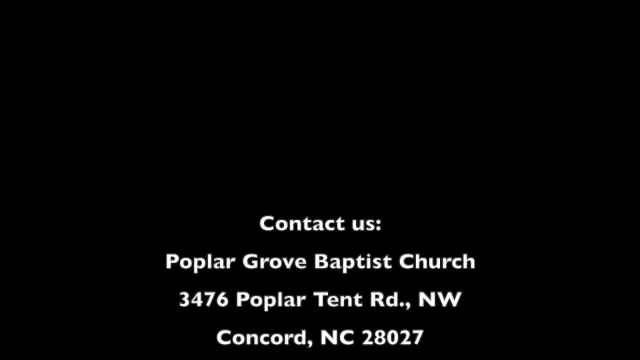 Contact us:
Poplar Grove Baptist Church
3476 Poplar Tent Rd., NW
Concord, NC 28027